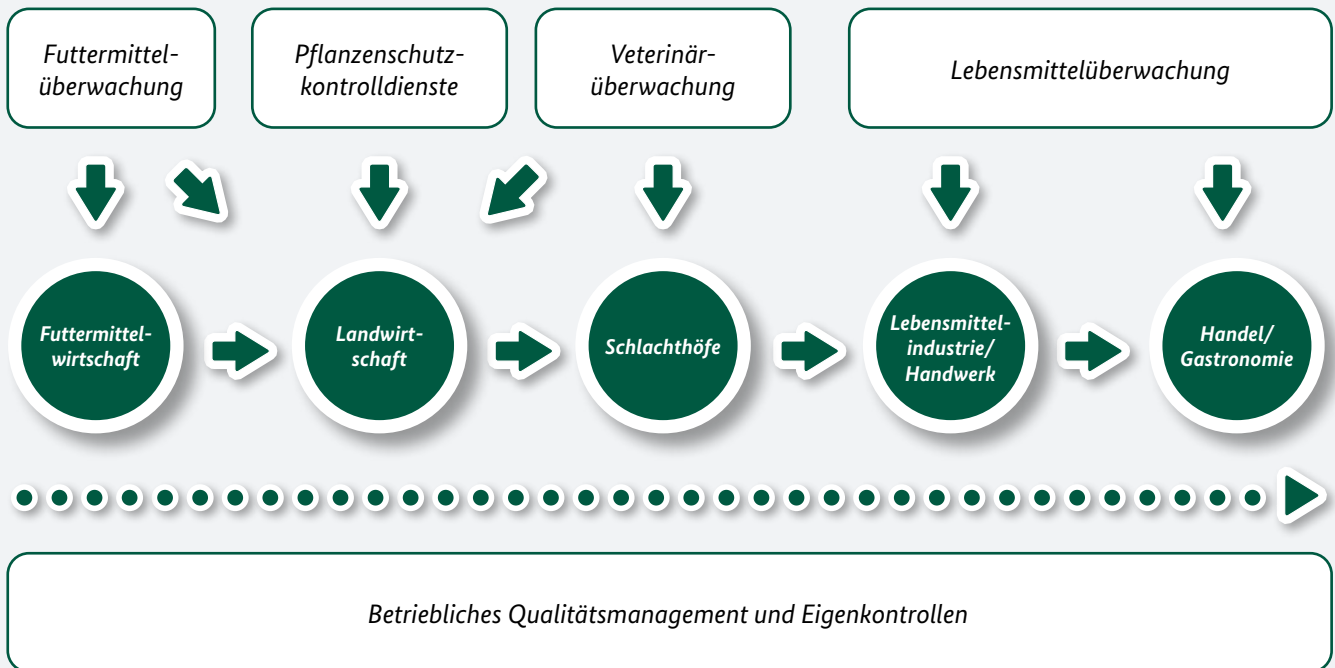 Futtermittel-
überwachung
Pflanzenschutz-
kontrolldienste
Veterinär-
überwachung
Lebensmittelüberwachung
Futtermittel-
wirtschaft
Landwirt-
schaft
Schlachthöfe
Lebensmittel-
industrie/
Handwerk
Handel/
Gastronomie
Betriebliches Qualitätsmanagement und Eigenkontrollen